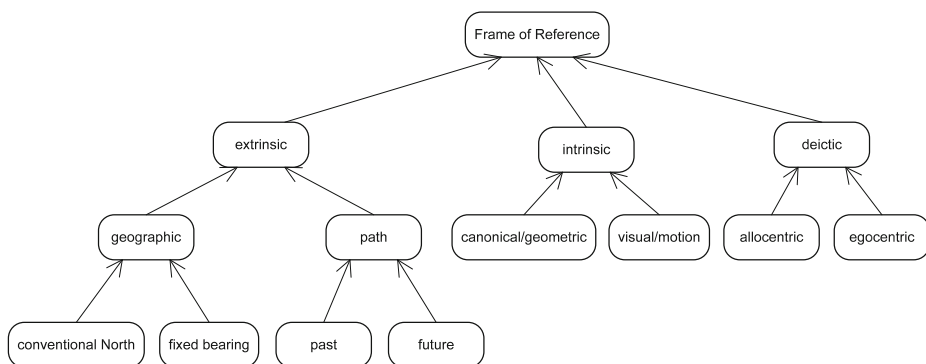 Frame of Reference
extrinsic
intrinsic
deictic
geographic
path
canonical/geometric
visual/motion
allocentric
egocentric
conventional North
fixed bearing
past
future